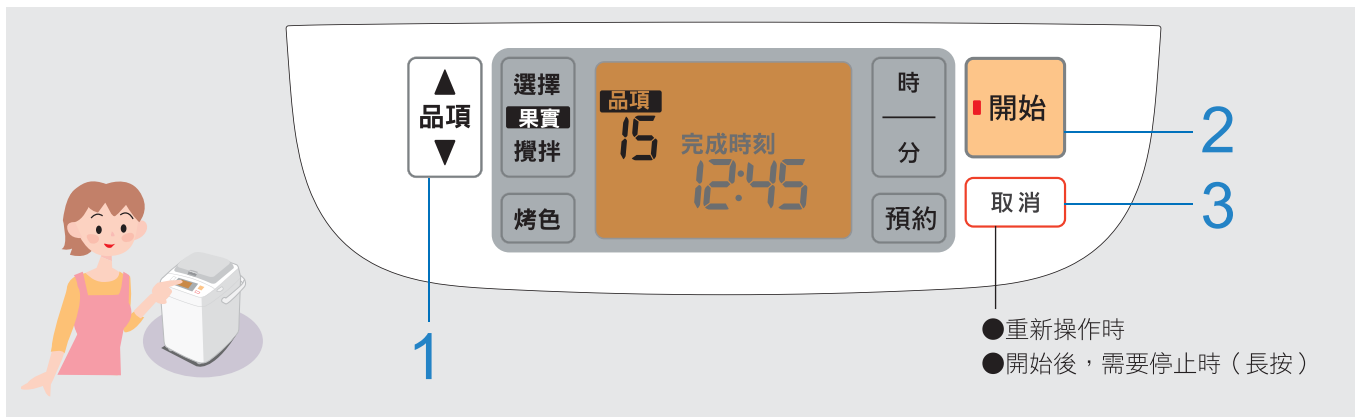 ▲
品項
▼
選擇
果實
攪拌
烤色
品項
15
完成時刻
12:45
時
分
預約
開始
取消
1
2
3
●重新操作時
●開始後，需要停止時（長按）